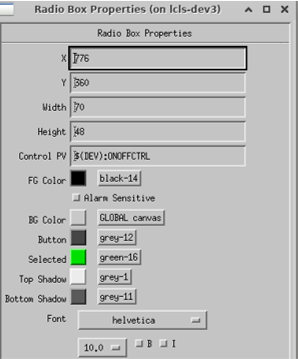 Radio Box Properties (on lcls-dev3)
Radio Box Properties
X 776
Y 360
Width 70
Height 48
Control PV $(DEV):ONOFFCTRL
FG Color black-14
Alarm Sensitive
BG Color GLOBAL canvas
Button grey-12
Selected green-16
Top Shadow grey-1
Bottom Shadow grey-11
Font helvetica
10.0 B I